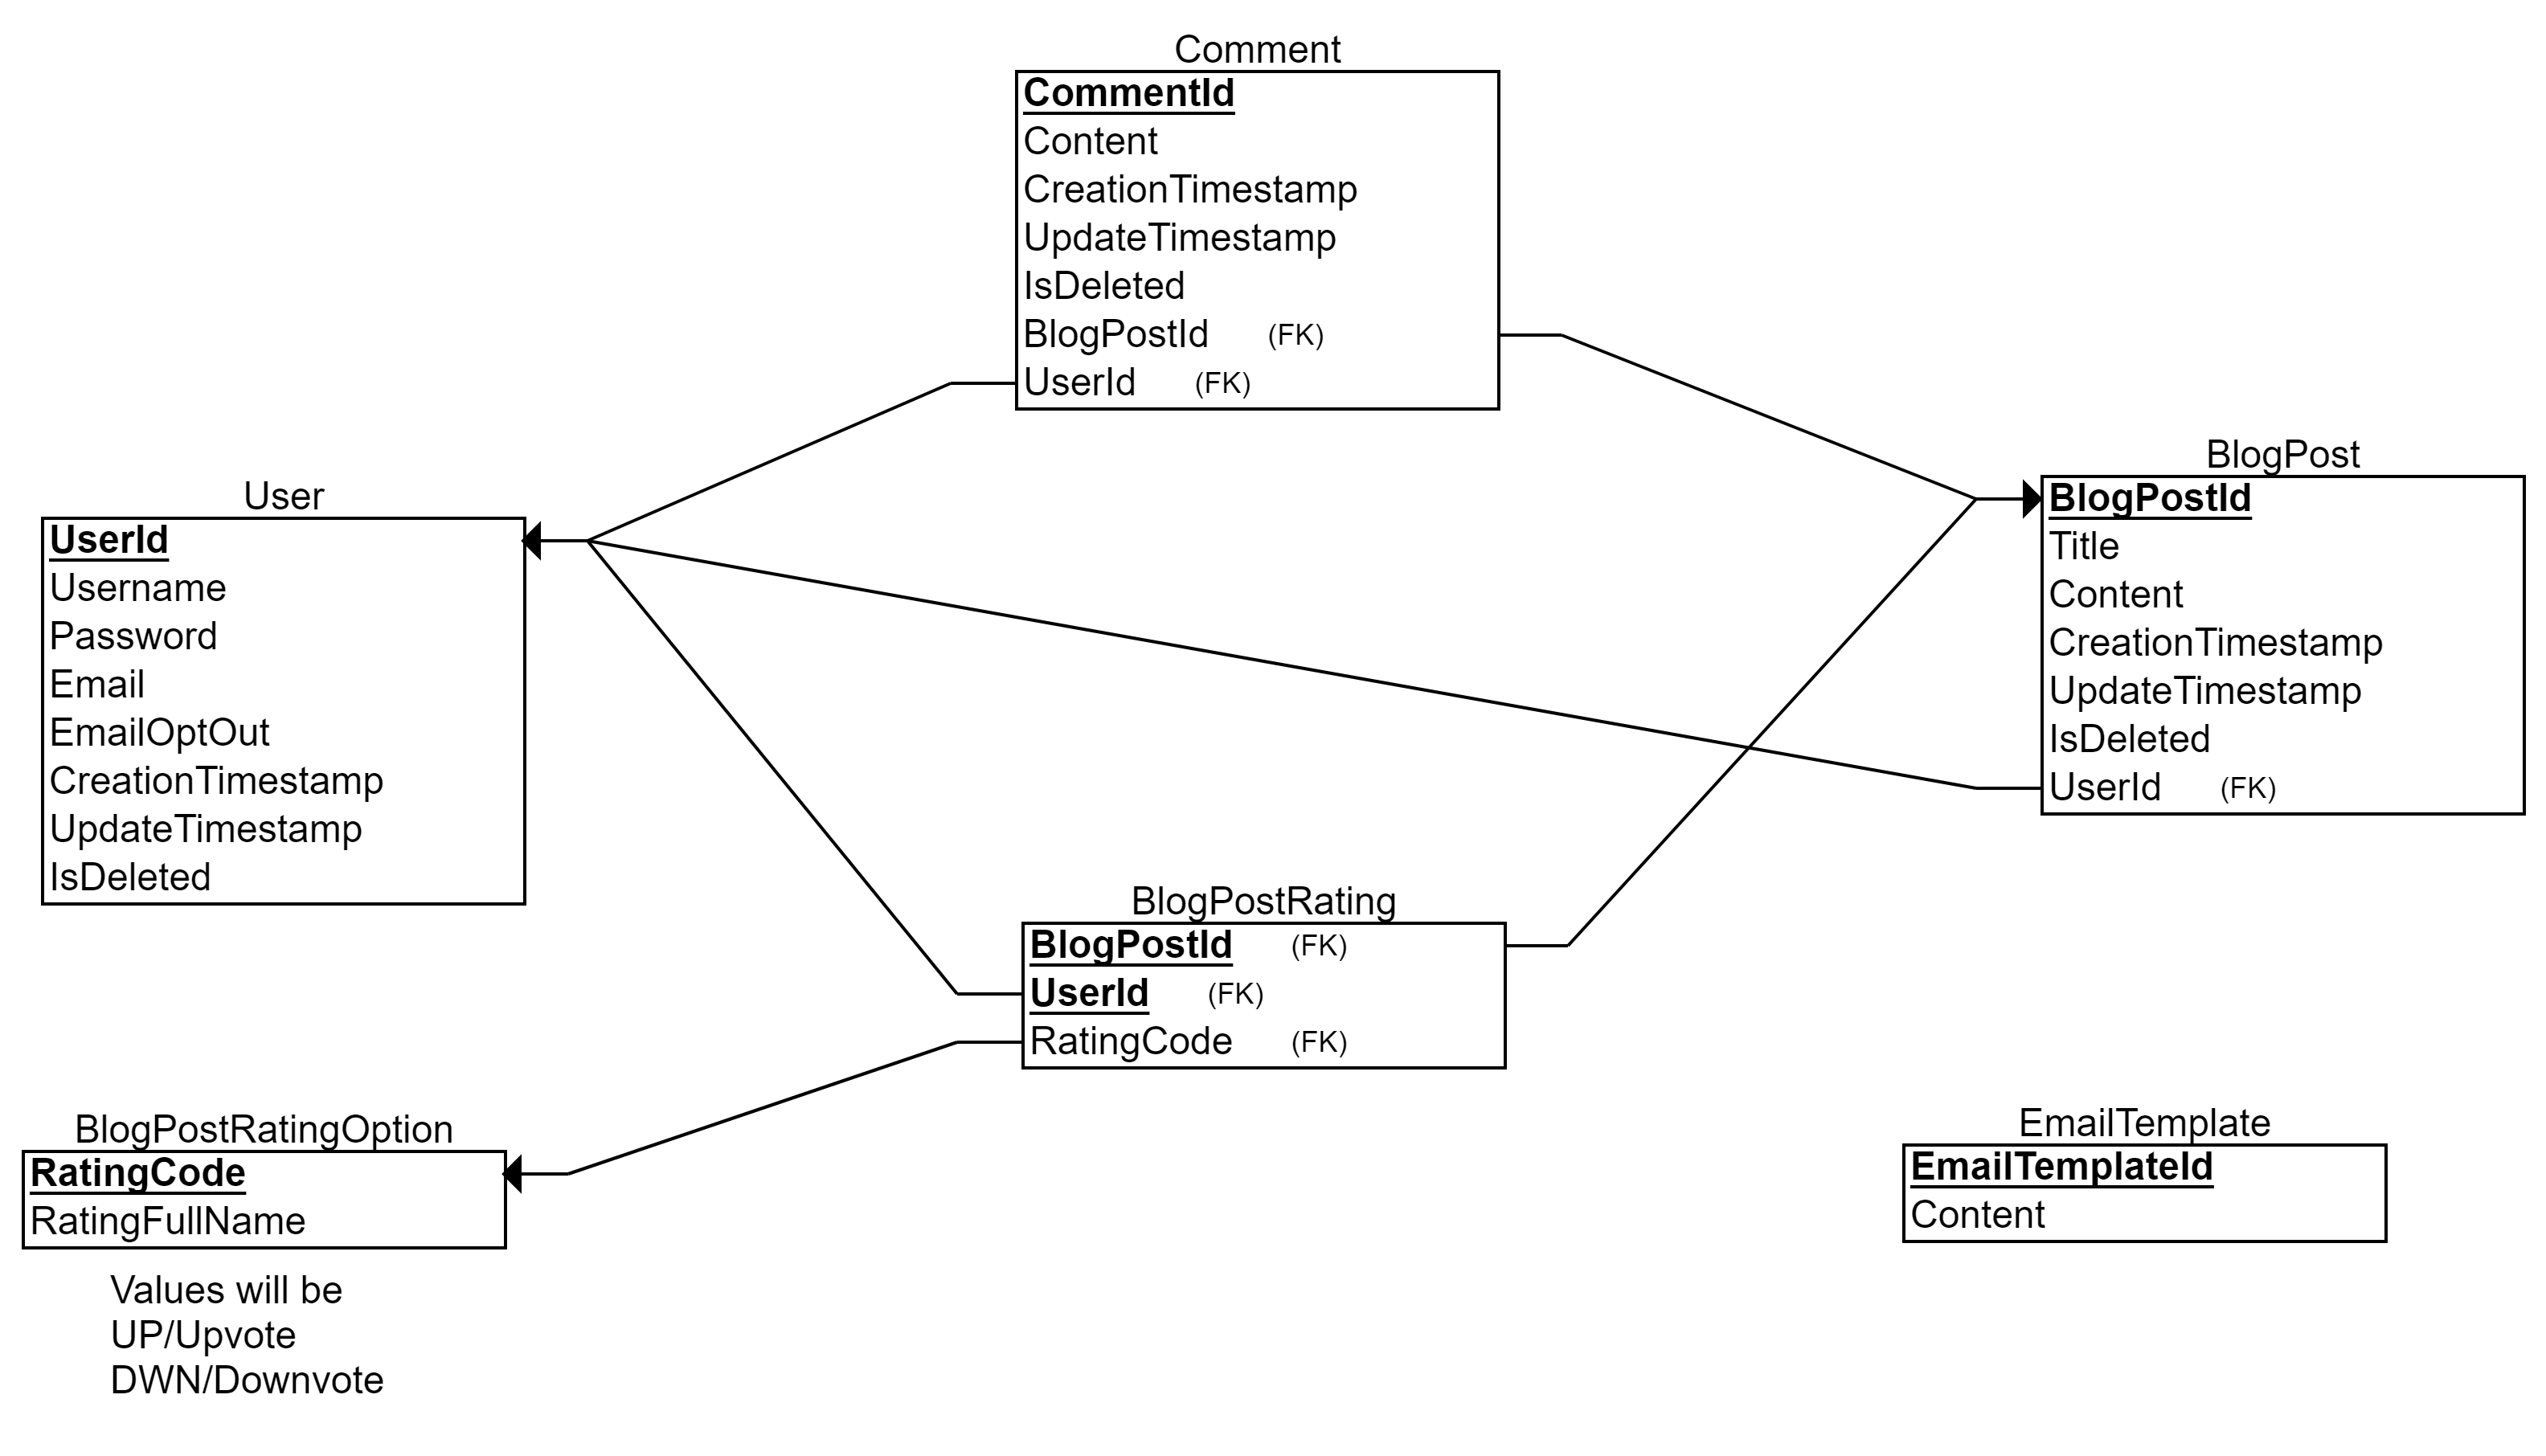 Comment
CommentId
Content
CreationTimestamp
UpdateTimestamp
IsDeleted
BlogPostId (FK)
UserId (FK)
User
UserId
Username
Password
Email
EmailOptOut
CreationTimestamp
UpdateTimestamp
IsDeleted
BlogPost
BlogPostId
Title
Content
CreationTimestamp
UpdateTimestamp
IsDeleted
UserId (FK)
BlogPostRating
BlogPostId (FK)
UserId (FK)
RatingCode (FK)
BlogPostRatingOption
RatingCode
RatingFullName
Values will be
UP/Upvote
DWN/Downvote
EmailTemplate
EmailTemplateId
Content